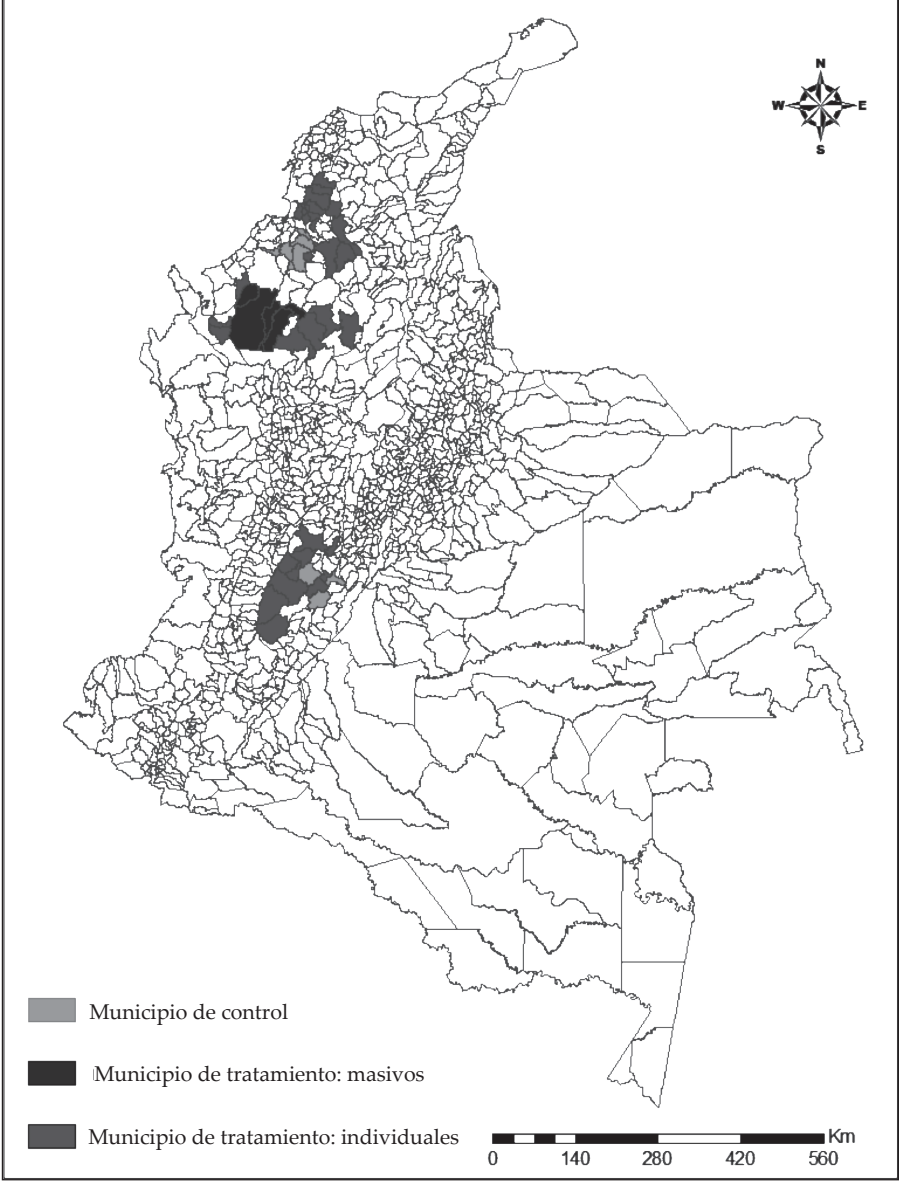 N
W E
S
Municipio de control
Municipio de tratamiento: masivos
Municipio de tratamiento: individuales
Km
0 140 280 420 560